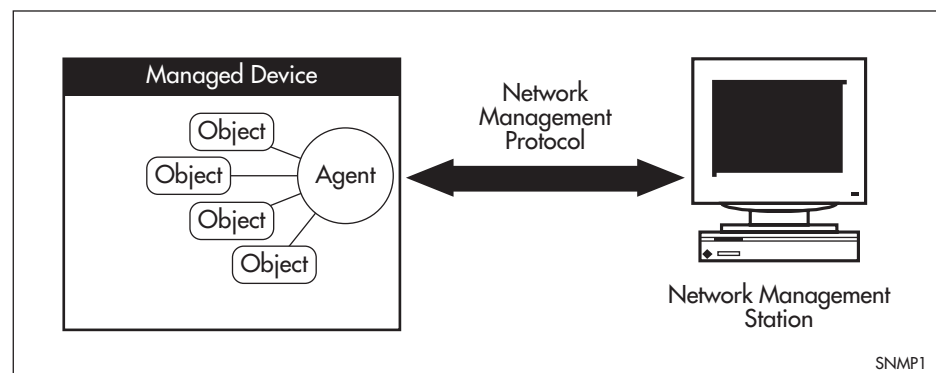 Managed Device
Object
Object
Object
Object
Agent
Network
Management
Protocol
Network Management
Station
SNMP1